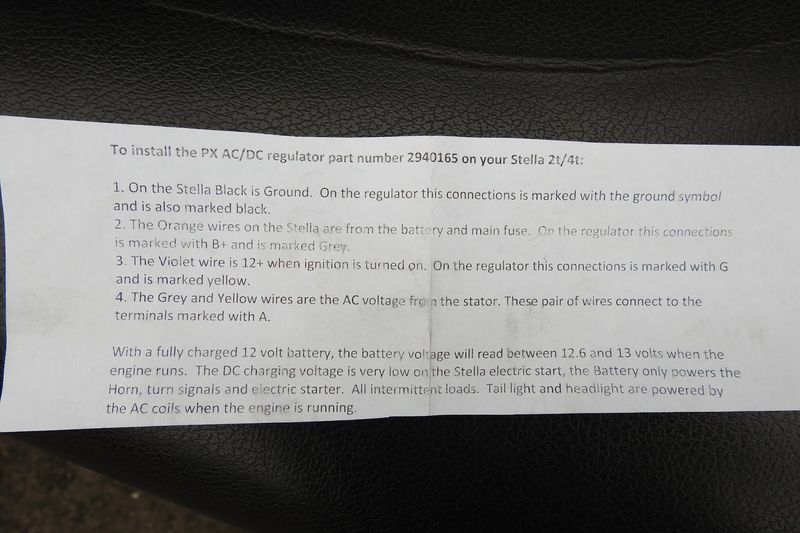 To install the PX AC/DC regulator part number 2940165 on your Stella 2t/4t:
1. On the Stella Black is Ground. On the regulator this connections is marked with the ground symbol
and is also marked black.
2. The Orange wires on the Stella are from the battery and main fuse. On the regulator this connections
is marked with B+ and is marked Grey.
3. The Violet wire is 12+ when ignition is turned on. On the regulator this connections is marked with G
and is marked yellow.
4. The Grey and Yellow wires are the AC voltage from the stator. These pair of wires connect to the
terminals marked with A.
With a fully charged 12 volt battery, the battery voltage will read between 12.6 and 13 volts when the
engine runs. The DC charging voltage is very low on the Stella electric start, the Battery only powers the
Horn, turn signals and electric starter. All intermittent loads. Tail light and headlight are powered by
the AC coils when the engine is running.